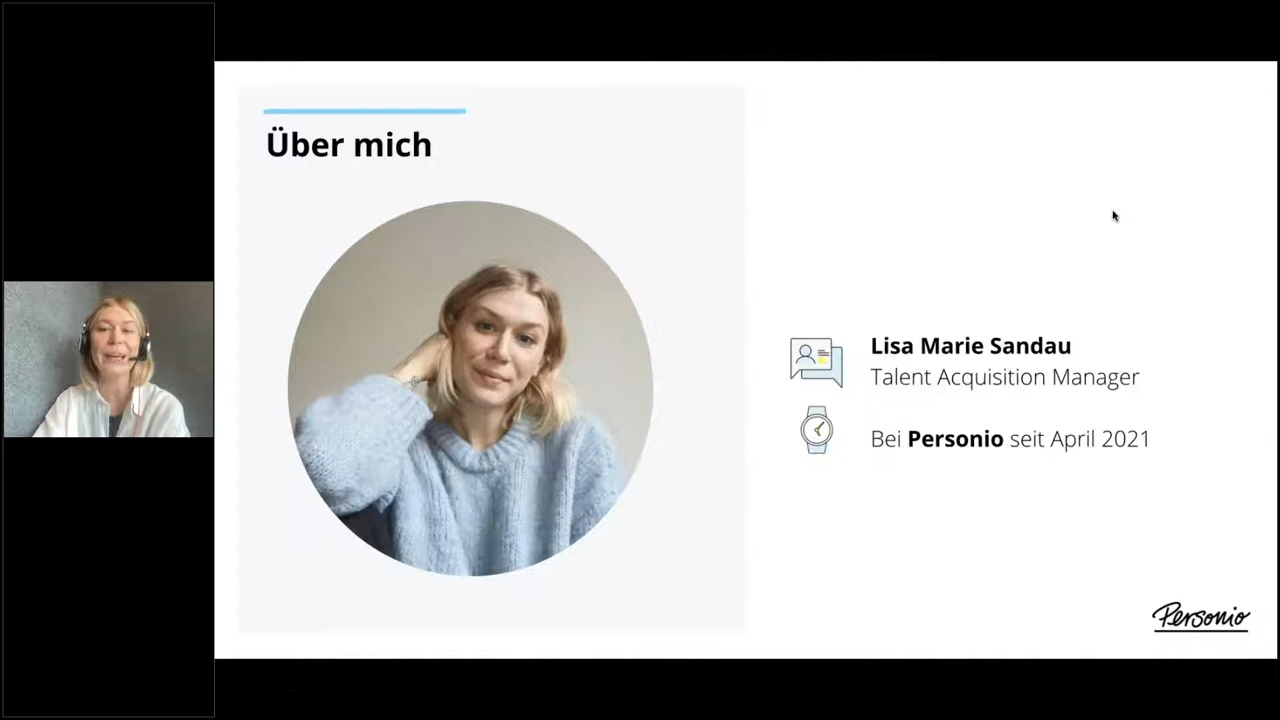 Über mich
Lisa Marie Sandau
Talent Acquisition Manager
Bei Personio seit April 2021
Personio